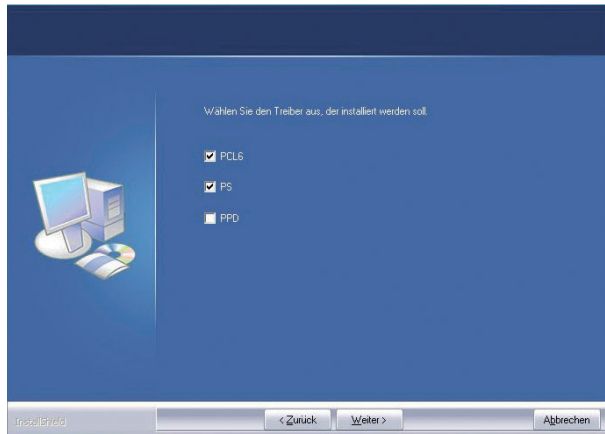 Wählen Sie den Treiber aus, der installiert werden soll.
PCL6
PS
PPD
InstallShield
< Zurück
Weiter >
Abbrechen